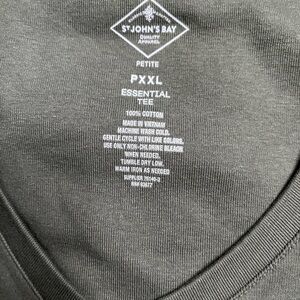 ST JOHN'S BAY
QUALITY
APPAREL
PETITE
PXXL
ESSENTIAL
TEE
100% COTTON
MADE IN VIETNAM
MACHINE WASH COLD,
GENTLE CYCLE WITH LIKE COLORS.
USE ONLY NON-CHLORINE BLEACH
WHEN NEEDED.
TUMBLE DRY LOW.
WARM IRON AS NEEDED